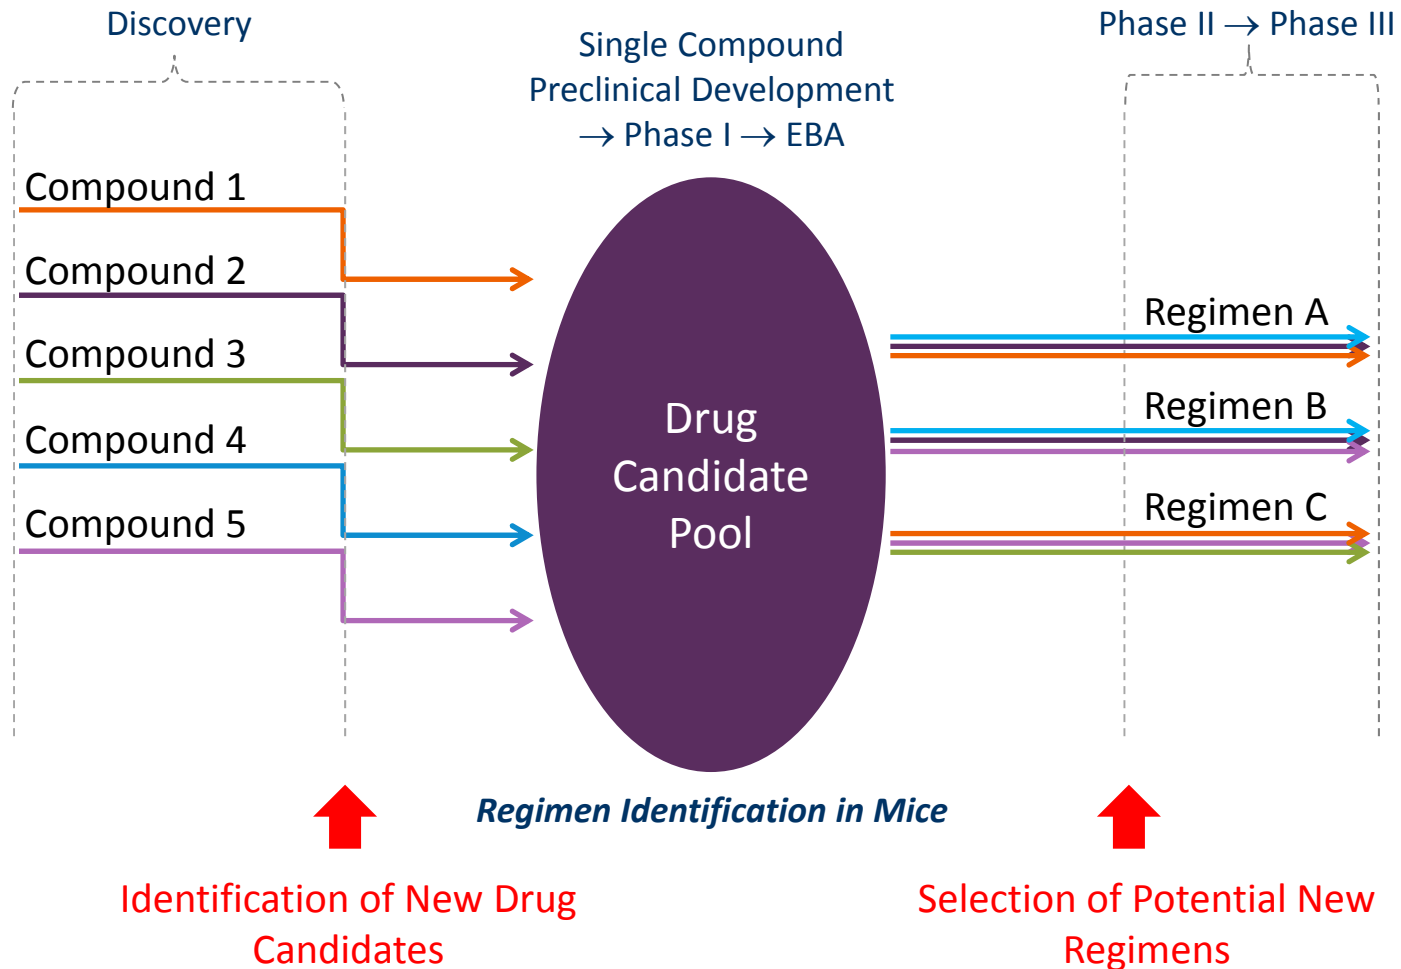 Discovery
Single Compound
Preclinical Development
→ Phase I → EBA
Phase II → Phase III
Compound 1
Compound 2
Compound 3
Compound 4
Compound 5
Drug
Candidate
Pool
Regimen A
Regimen B
Regimen C
Regimen Identification in Mice
Identification of New Drug
Candidates
Selection of Potential New
Regimens